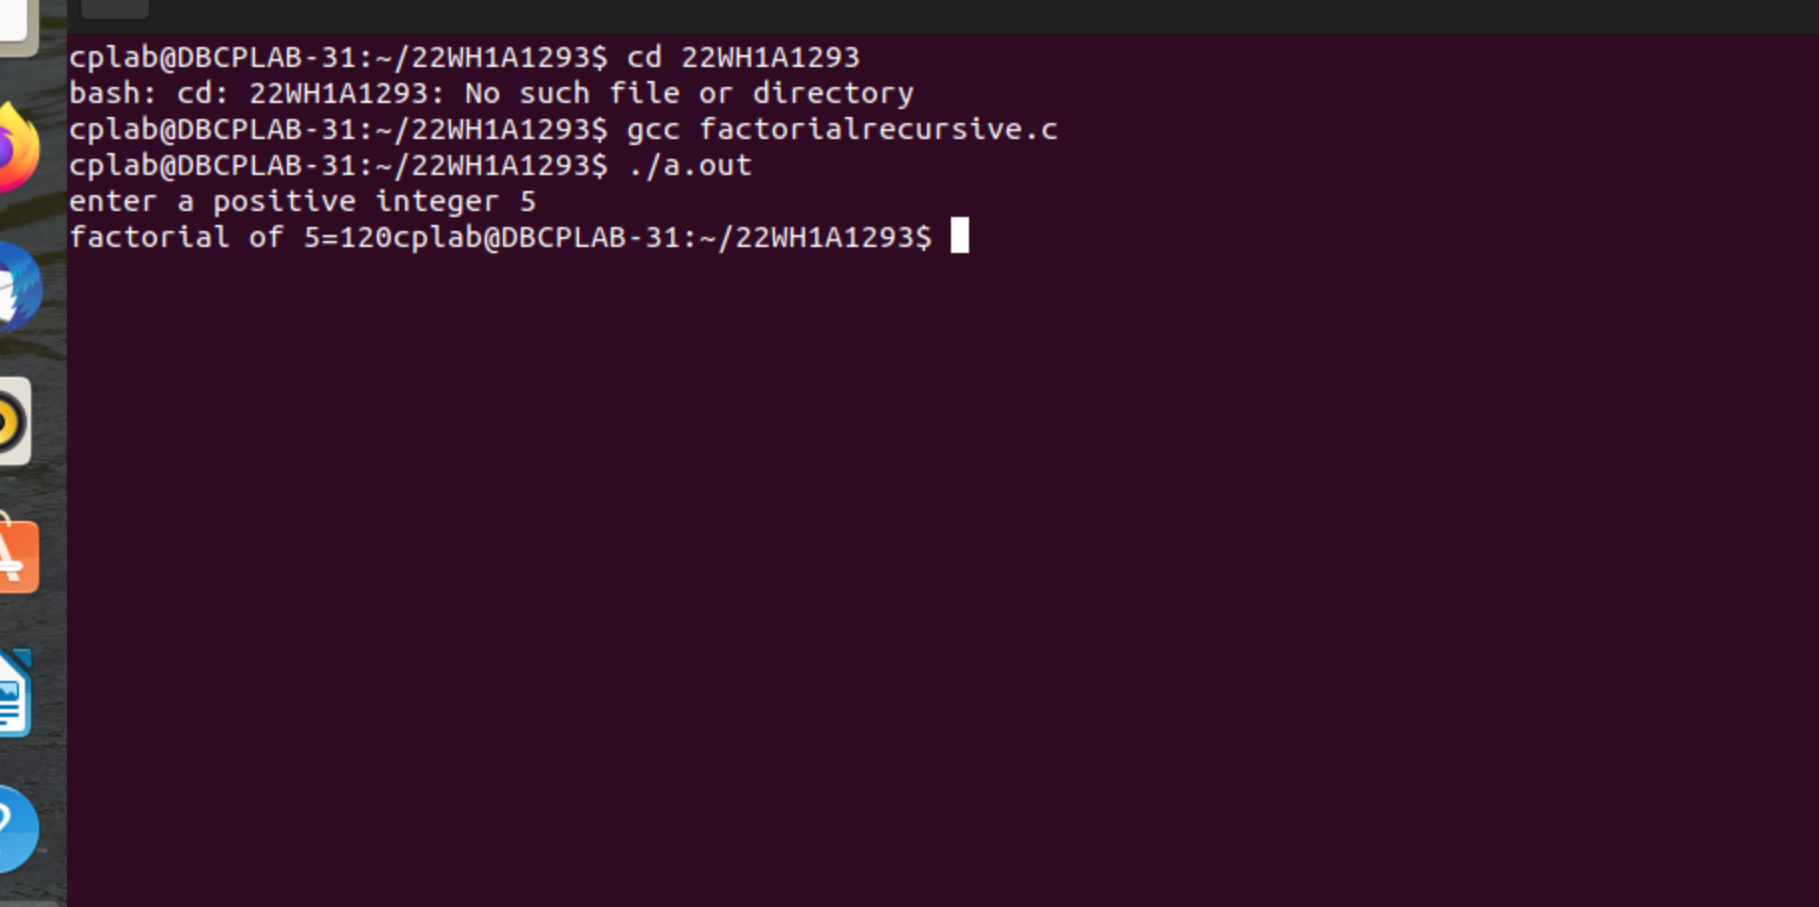 cplab@DBCPLAB-31:~/22WH1A1293$ cd 22WH1A1293
bash: cd: 22WH1A1293: No such file or directory
cplab@DBCPLAB-31:~/22WH1A1293$ gcc factorialrecursive.c
cplab@DBCPLAB-31:~/22WH1A1293$ ./a.out
enter a positive integer 5
factorial of 5=120cplab@DBCPLAB-31:~/22WH1A1293$